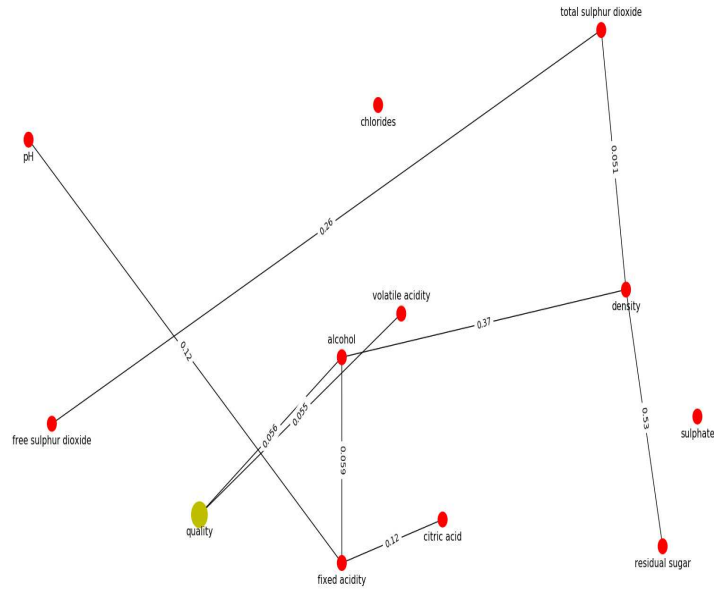 total sulphur dioxide
chlorides
pH
0.051
0.26
volatile acidity
density
0.37
alcohol
0.12
0.055
0.056
0.53
free sulphur dioxide
sulphate
0.059
quality
citric acid
0.12
residual sugar
fixed acidity